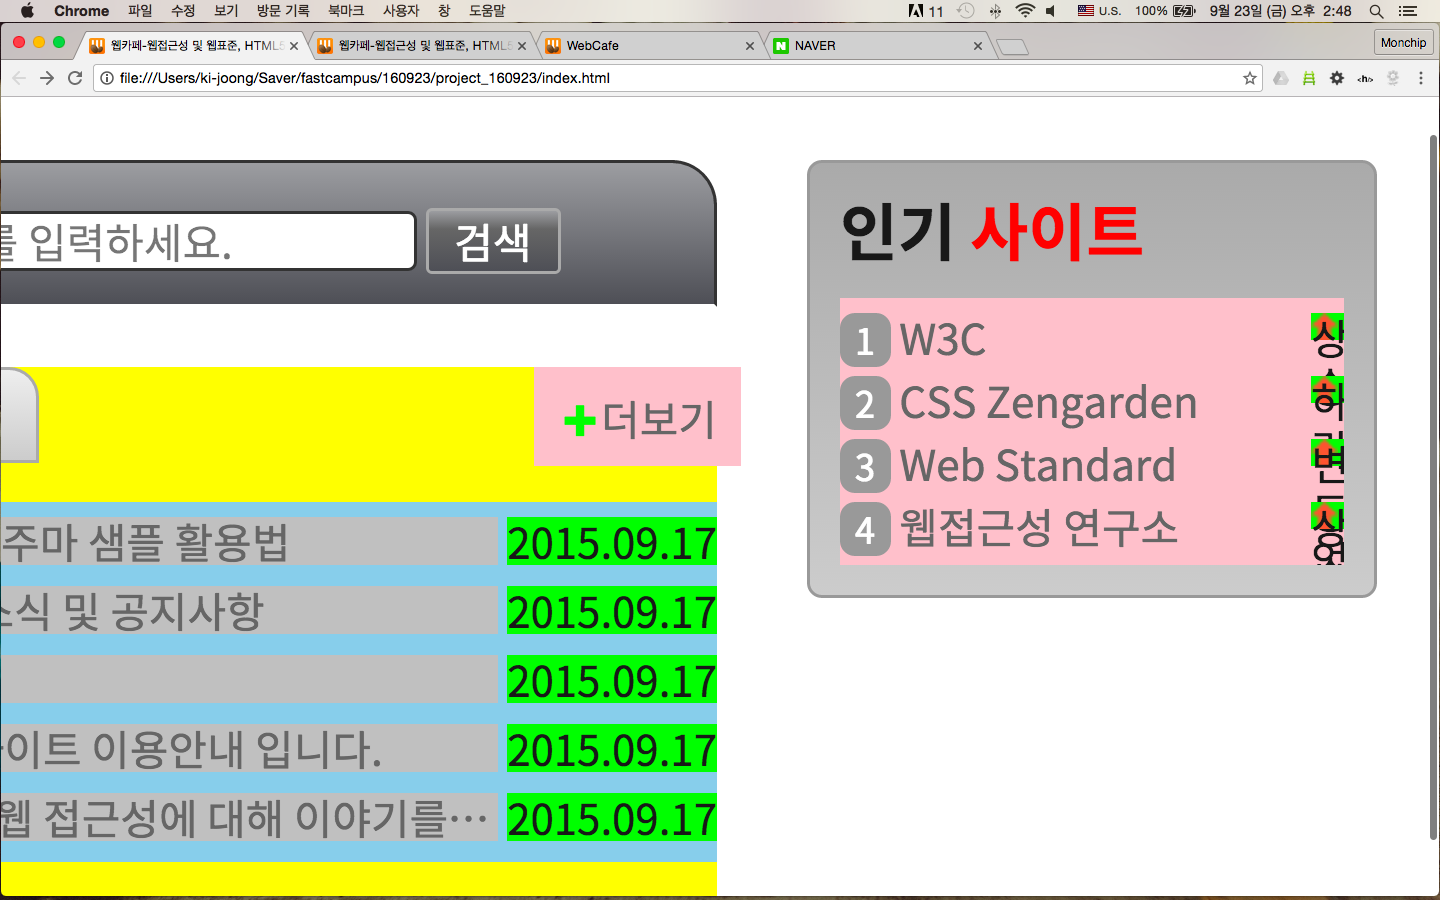 Chrome 파일 수정 보기 방문 기록 북마크 사용자 창 도움말 11 U.S. 100% 9월 23일 (금) 오후 2:48
웹카페-웹접근성 및 웹표준, HTML5 웹카페-웹접근성 및 웹표준, HTML5 WebCafe NAVER Monchip
file:///Users/ki-joong/Saver/fastcampus/160923/project_160923/index.html
를 입력하세요. 검색
더보기
주마 샘플 활용법 2015.09.17
소식 및 공지사항 2015.09.17
2015.09.17
사이트 이용안내 입니다. 2015.09.17
웹 접근성에 대해 이야기를… 2015.09.17
인기 사이트
1 W3C 상
2 CSS Zengarden 하
3 Web Standard 변
4 웹접근성 연구소 상